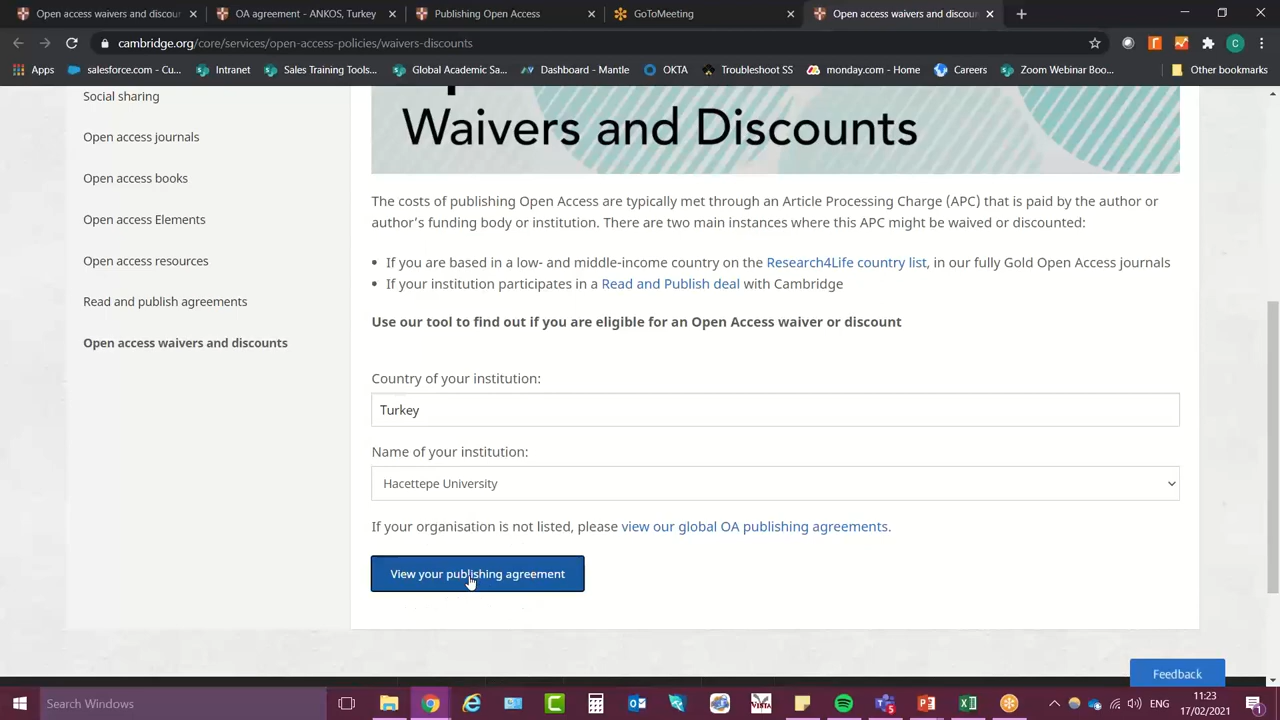 Open access waivers and discour
OA agreement - ANKOS, Turkey
Publishing Open Access
GoToMeeting
Open access waivers and discoun
cambridge.org/core/services/open-access-policies/waivers-discounts
C
Apps
salesforce.com - Cu...
Intranet
Sales Training Tools...
Global Academic Sa...
Dashboard - Mantle
OKTA
Troubleshoot SS
monday.com - Home
Careers
Zoom Webinar Boo...
Other bookmarks
Social sharing
Open access journals
Open access books
Open access Elements
Open access resources
Read and publish agreements
Open access waivers and discounts
Waivers and Discounts
The costs of publishing Open Access are typically met through an Article Processing Charge (APC) that is paid by the author or
author's funding body or institution. There are two main instances where this APC might be waived or discounted:
• If you are based in a low- and middle-income country on the Research4Life country list, in our fully Gold Open Access journals
• If your institution participates in a Read and Publish deal with Cambridge
Use our tool to find out if you are eligible for an Open Access waiver or discount
Country of your institution:
Turkey
Name of your institution:
Hacettepe University
If your organisation is not listed, please view our global OA publishing agreements.
View your publishing agreement
Feedback
Search Windows
ENG
11:23
17/02/2021